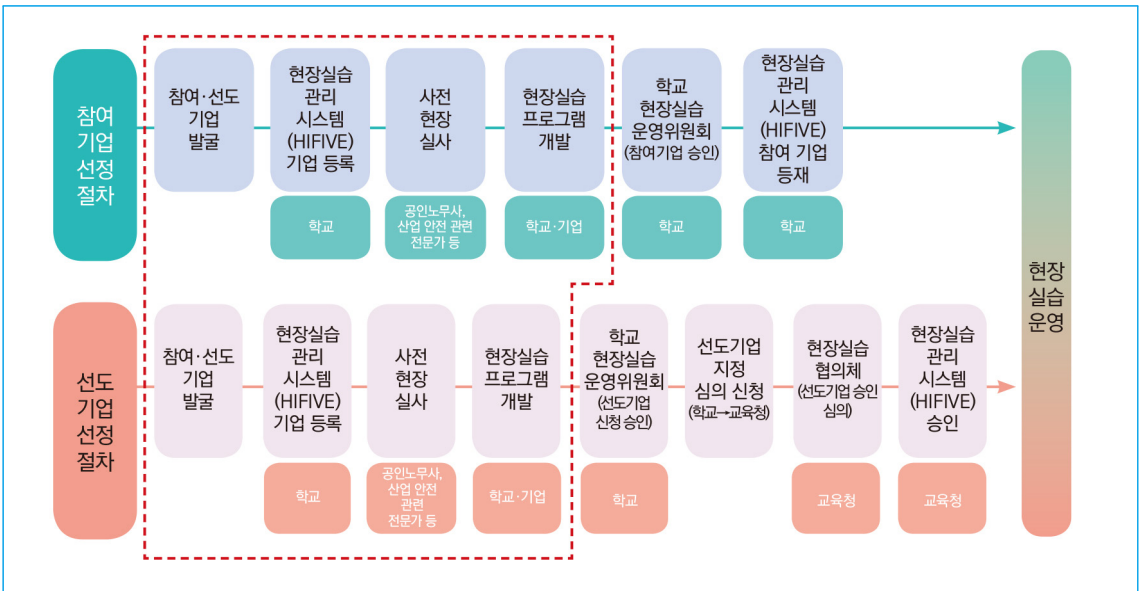 참여
기업
선정
절차
참여·선도
기업
발굴
현장실습
관리
시스템
(HIFIVE)
기업 등록
사전
현장
실사
현장실습
프로그램
개발
학교
현장실습
운영위원회
(참여기업 승인)
현장실습
관리
시스템
(HIFIVE)
참여 기업
등재
학교
공인노무사,
산업 안전 관련
전문가 등
학교·기업
학교
학교
선도
기업
선정
절차
참여·선도
기업
발굴
현장실습
관리
시스템
(HIFIVE)
기업 등록
사전
현장
실사
현장실습
프로그램
개발
학교
현장실습
운영위원회
(선도기업
신청 승인)
선도기업
지정
심의 신청
(학교→교육청)
현장실습
협의체
(선도기업 승인
심의)
현장실습
관리
시스템
(HIFIVE)
승인
학교
공인노무사,
산업 안전
관련
전문가 등
학교·기업
학교
교육청
교육청
현장
실습
운영